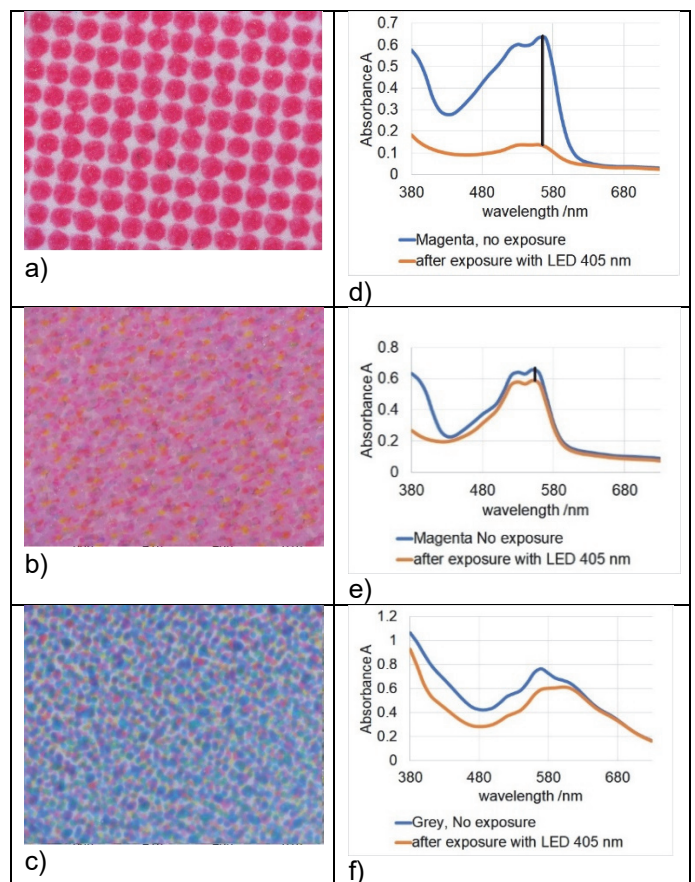 a)
0.7
0.6
0.5
0.4
0.3
0.2
0.1
0
Absorbance A
380 480 580 680
wavelength /nm
Magenta, no exposure
after exposure with LED 405 nm
d)
b)
0.8
0.6
0.4
0.2
0
Absorbance A
380 480 580 680
wavelength /nm
Magenta No exposure
after exposure with LED 405 nm
e)
c)
1.2
1
0.8
0.6
0.4
0.2
0
Absorbance A
380 480 580 680
wavelength /nm
Grey, No exposure
after exposure with LED 405 nm
f)